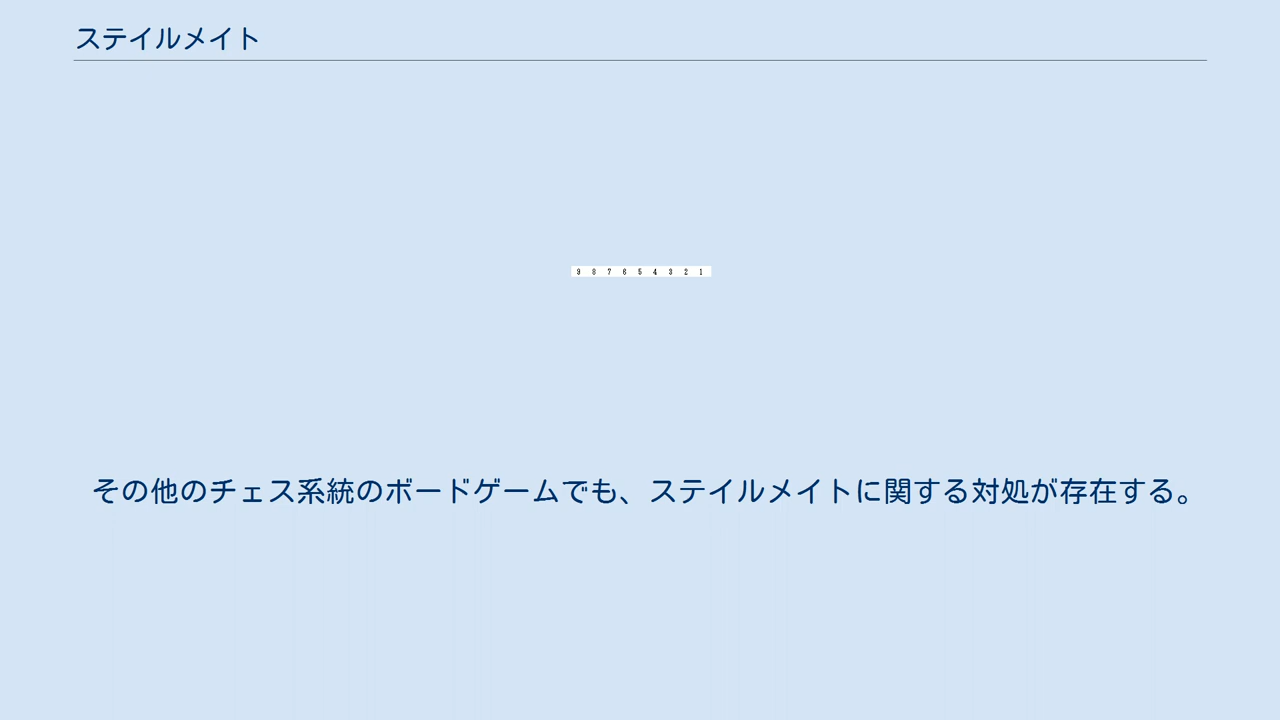 ステイルメイト
9 8 7 6 5 4 3 2 1
その他のチェス系統のボードゲームでも、ステイルメイトに関する対処が存在する。